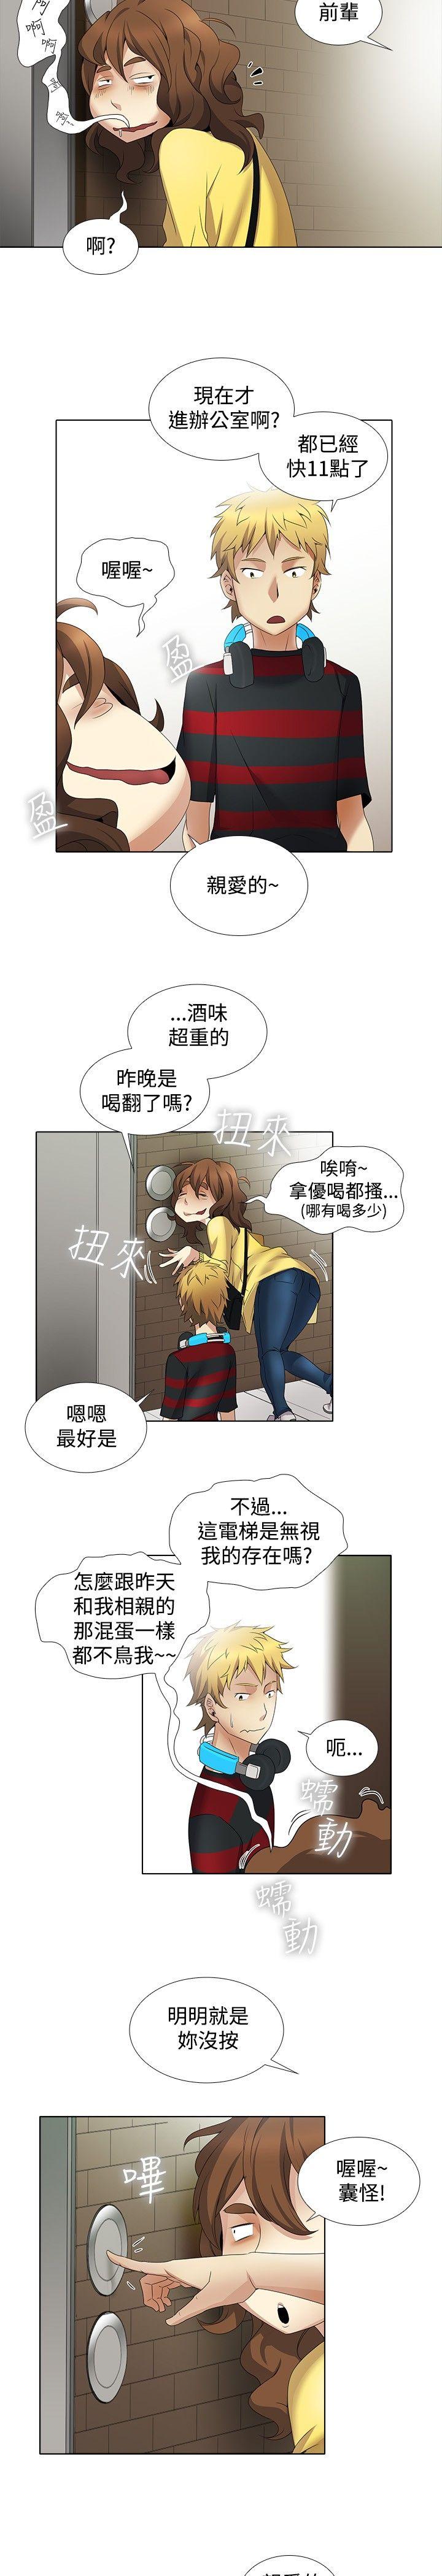 前輩
啊
啊
啊
啊~
啊?
現在才
進辦公室啊?
都已經
快11點了
喔喔~
盈
盈
親愛的~
...酒味
超重的
昨晚是
喝翻了嗎?
扭來
唉唷~
拿優喝都搔...
(哪有喝多少)
扭來
嗯嗯
最好是
不過...
這電梯是無視
我的存在嗎?
怎麼跟昨天
和我相親的
那混蛋一樣
都不鳥我~~
呃...
蠕動
蠕動
明明就是
妳沒按
嗶
喔喔~
囊怪!